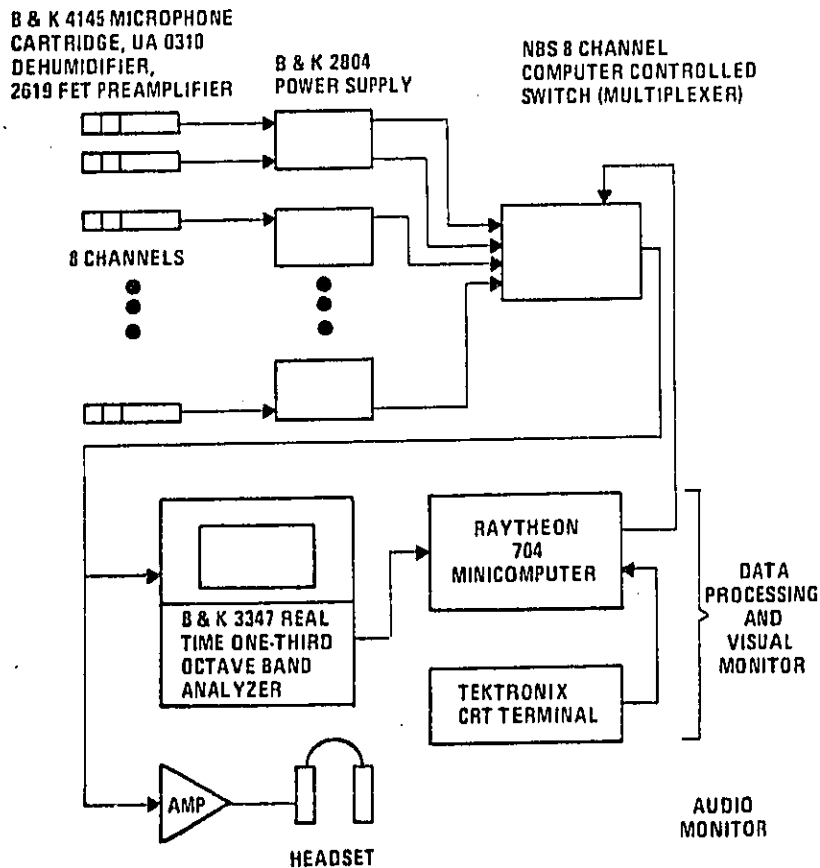 B & K 4145 MICROPHONE
CARTRIDGE, UA 0310
DEHUMIDIFIER,
2619 FET PREAMPLIFIER
B & K 2804
POWER SUPPLY
NBS 8 CHANNEL
COMPUTER CONTROLLED
SWITCH (MULTIPLEXER)
8 CHANNELS
B & K 3347 REAL
TIME ONE-THIRD
OCTAVE BAND
ANALYZER
RAYTHEON
704
MINICOMPUTER
TEKTRONIX
CRT TERMINAL
DATA
PROCESSING
AND
VISUAL
MONITOR
AMP
HEADSET
AUDIO
MONITOR